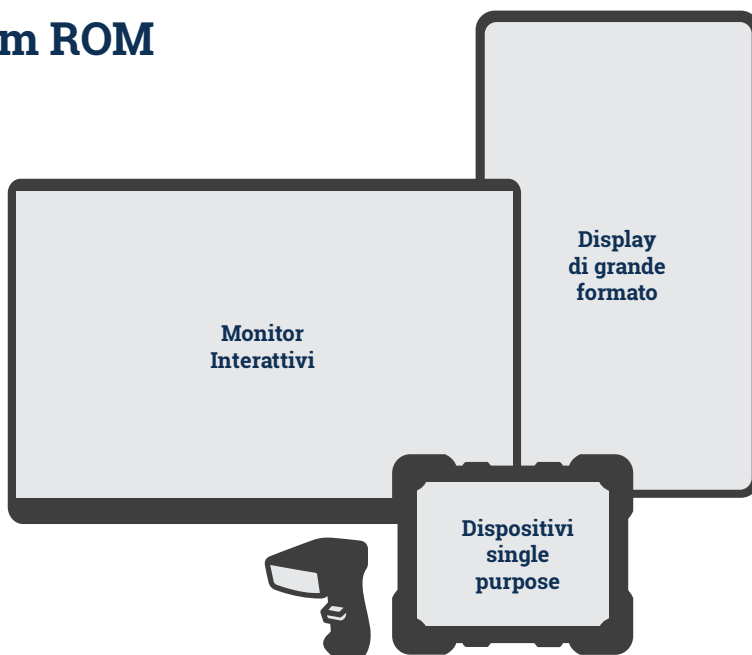 m ROM
Display
di grande
formato
Monitor
Interattivi
Dispositivi
single
purpose